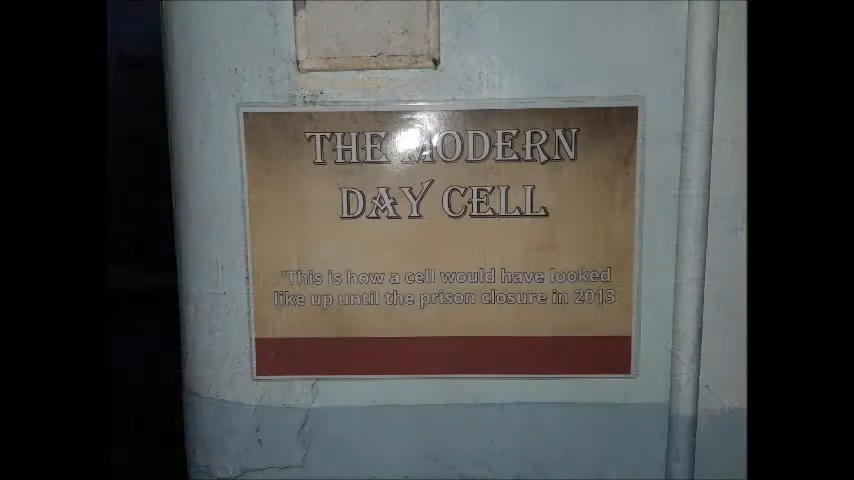 THE MODERN
DAY CELL
'This is how a cell would have looked
like up until the prison closure in 2013